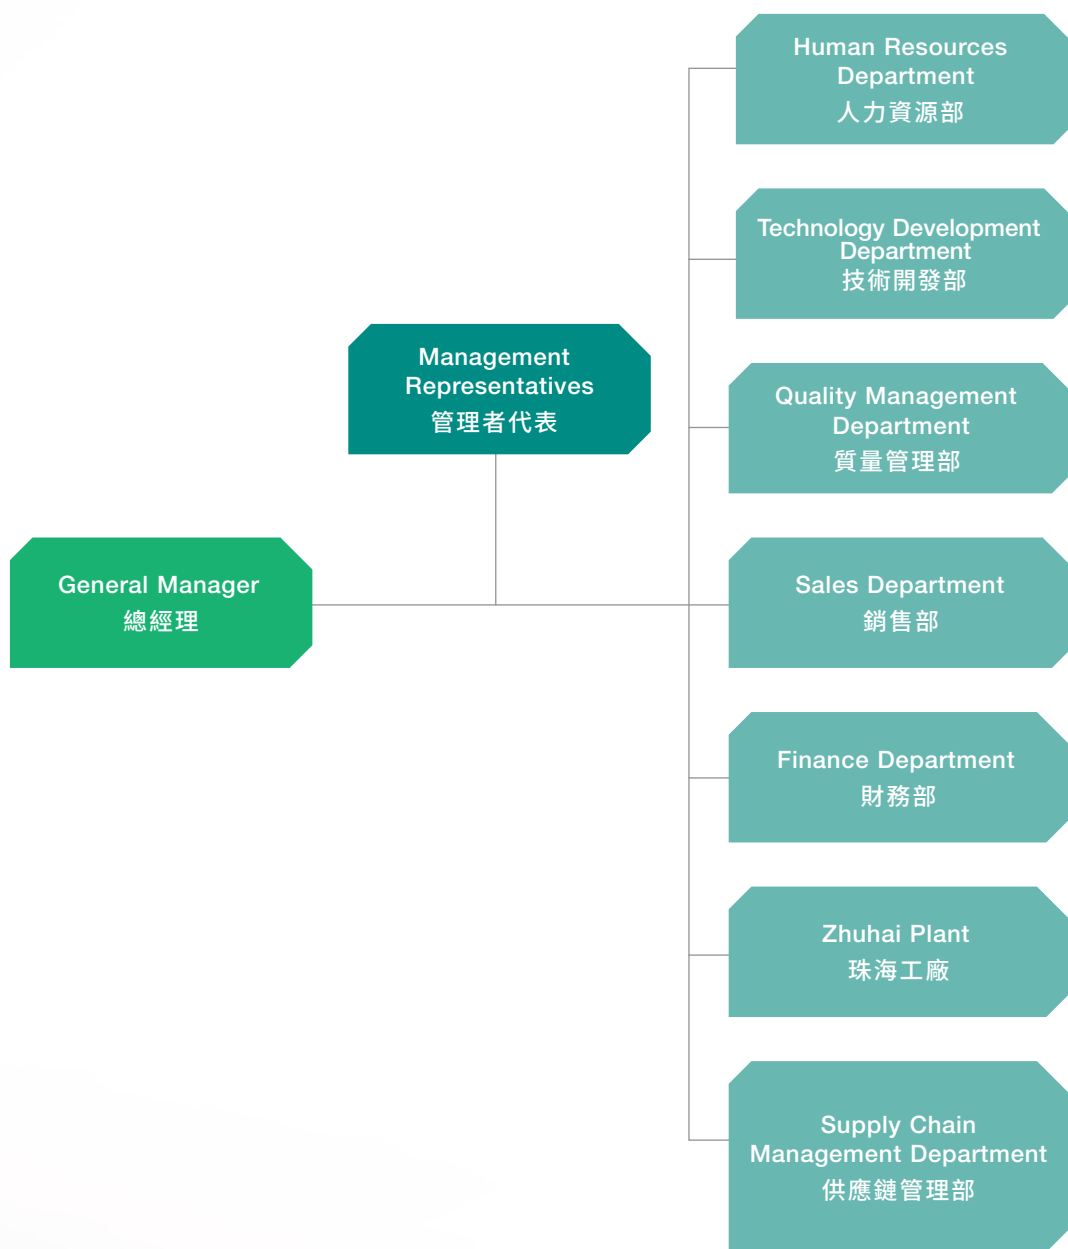 General Manager
總經理
Management
Representatives
管理者代表
Human Resources
Department
人力資源部
Technology Development
Department
技術開發部
Quality Management
Department
質量管理部
Sales Department
銷售部
Finance Department
財務部
Zhuhai Plant
珠海工廠
Supply Chain
Management Department
供應鏈管理部